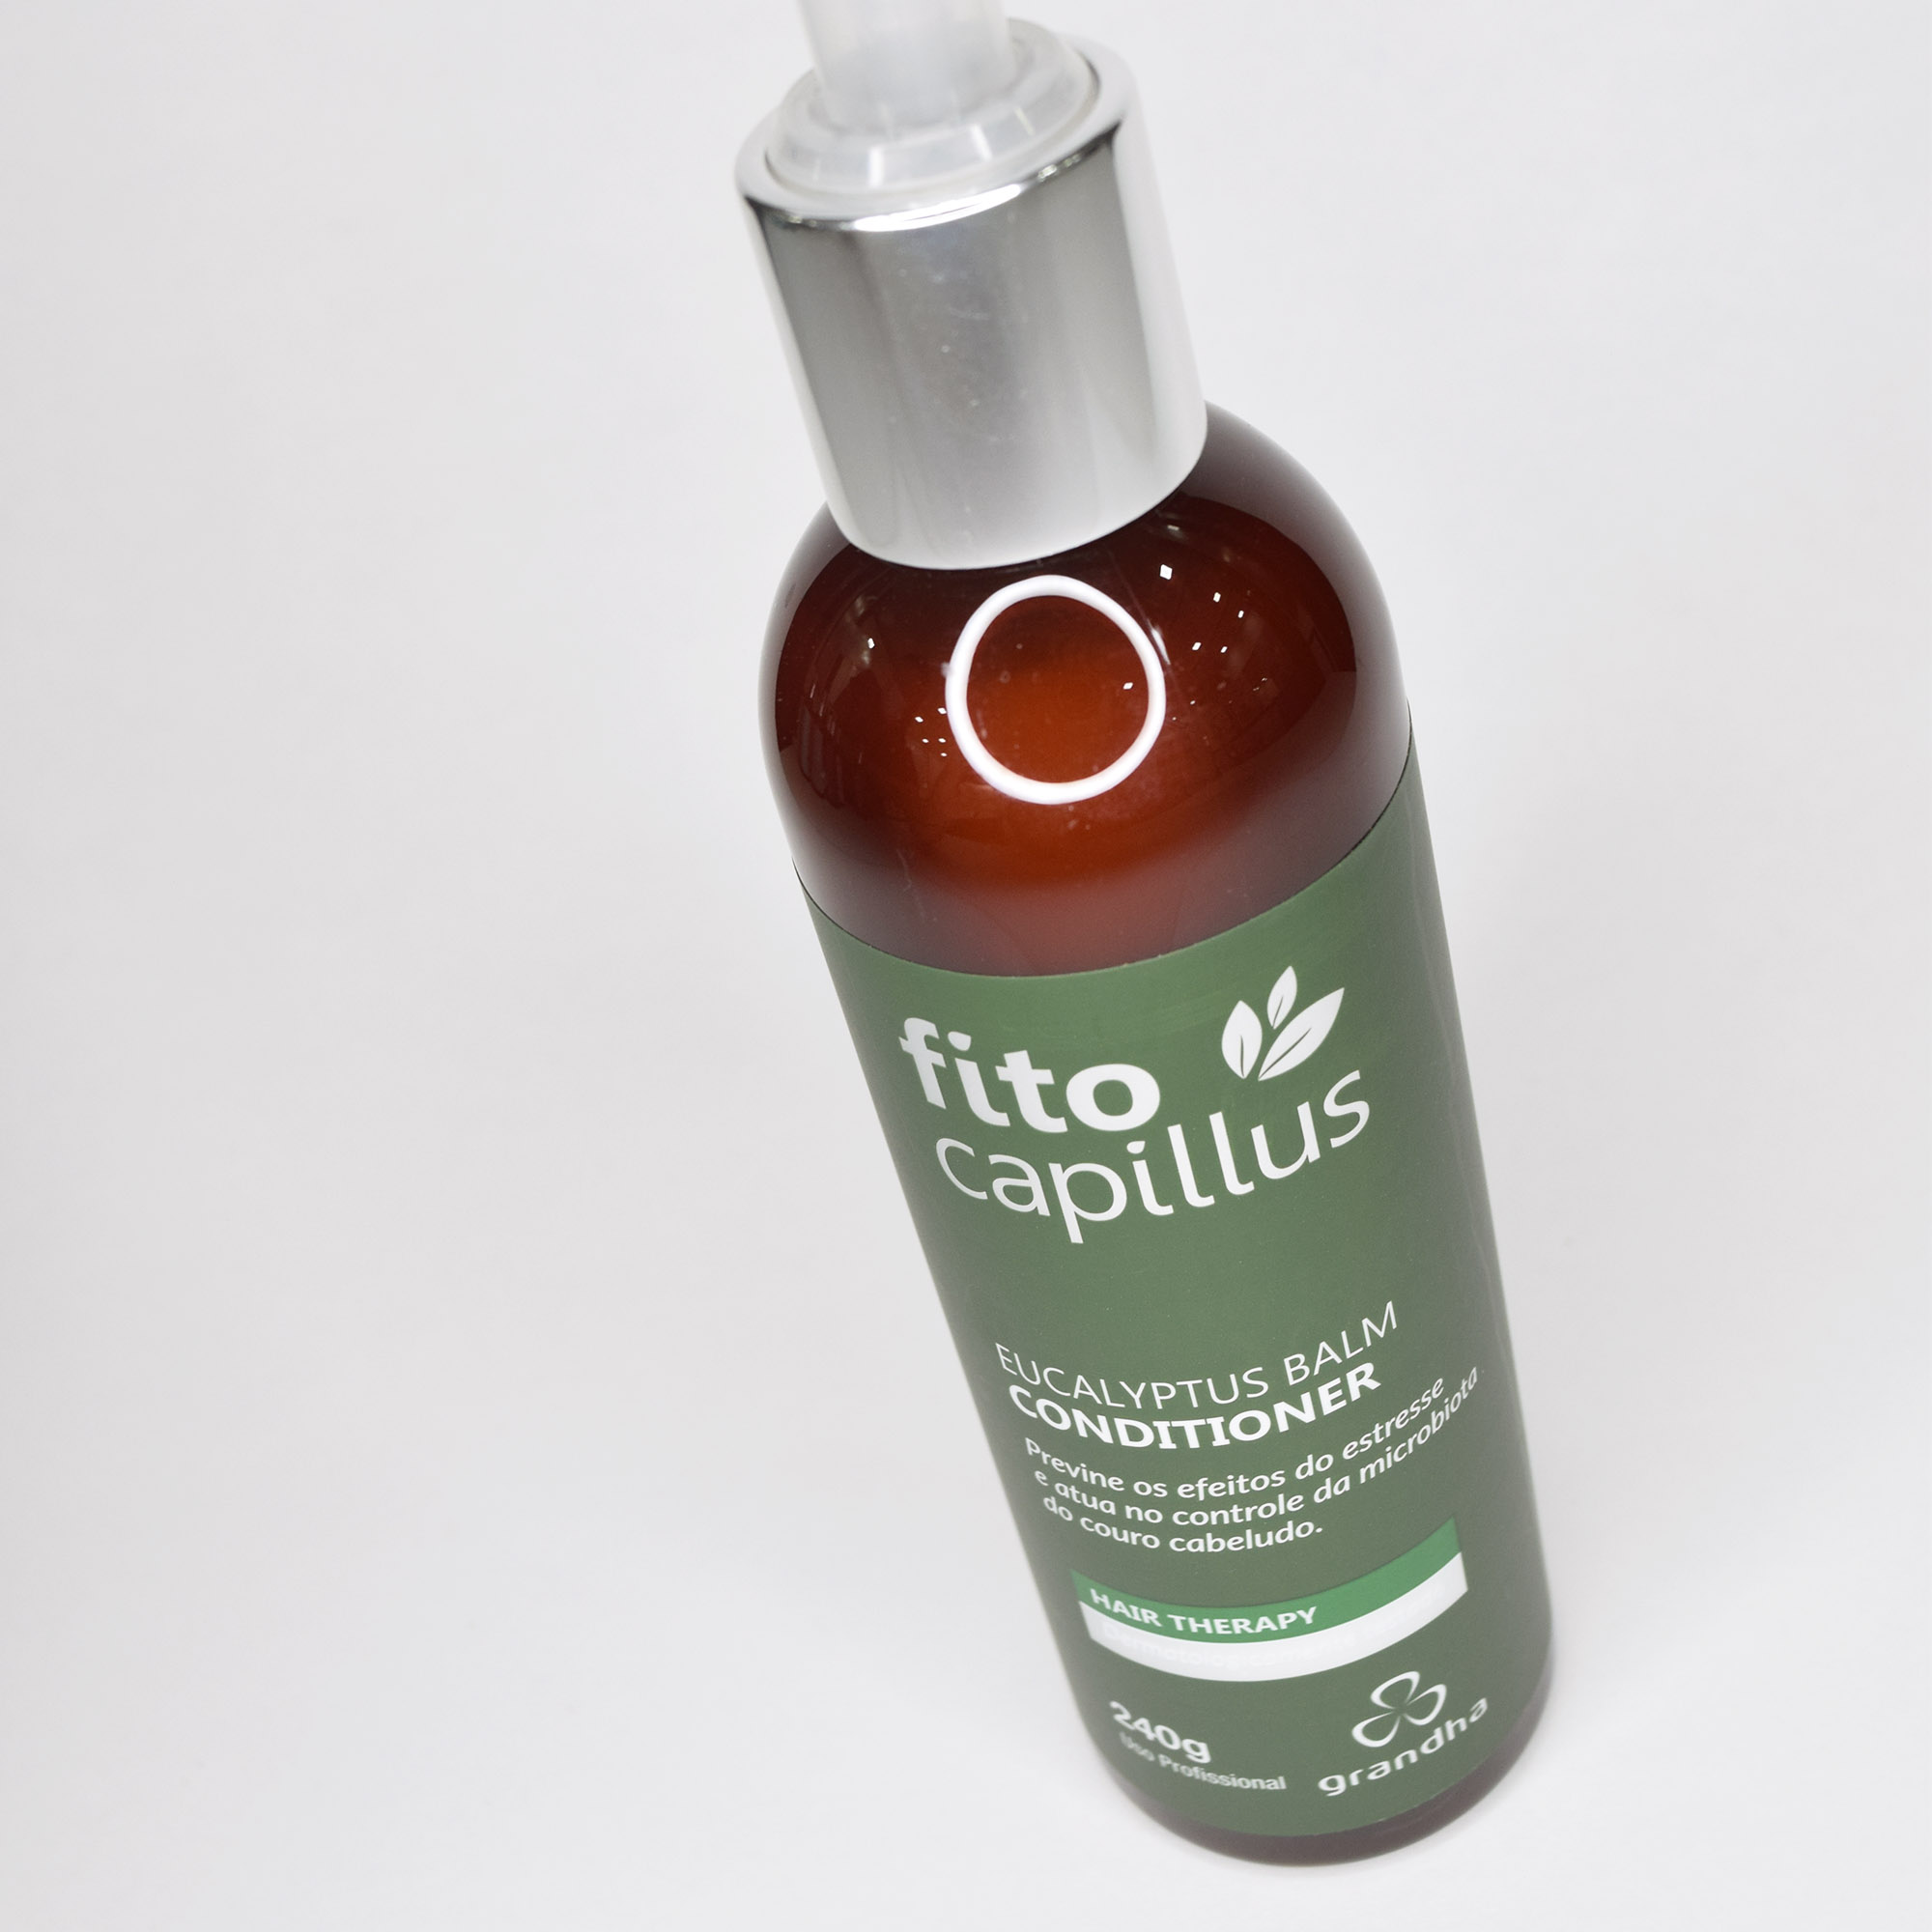 fito
capillus
EUCALYPTUS BALM
CONDITIONER
Previne os efeitos do estresse
e atua no controle da microbiota
do couro cabeludo.
HAIR THERAPY
240g
Uso Profissional
grandha